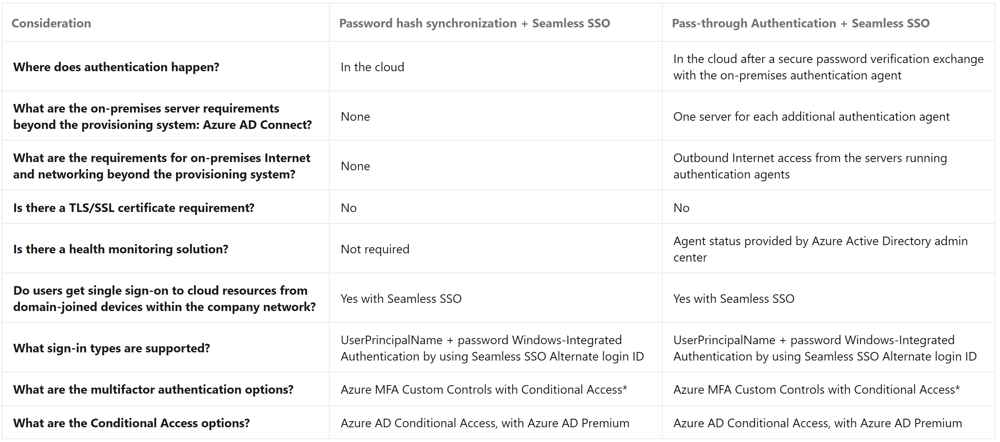 Consideration
Password hash synchronization + Seamless SSO
Pass-through Authentication + Seamless SSO
Where does authentication happen?
In the cloud
In the cloud after a secure password verification exchange
with the on-premises authentication agent
What are the on-premises server requirements
beyond the provisioning system: Azure AD Connect?
None
One server for each additional authentication agent
What are the requirements for on-premises Internet
and networking beyond the provisioning system?
None
Outbound Internet access from the servers running
authentication agents
Is there a TLS/SSL certificate requirement?
No
No
Is there a health monitoring solution?
Not required
Agent status provided by Azure Active Directory admin
center
Do users get single sign-on to cloud resources from
domain-joined devices within the company network?
Yes with Seamless SSO
Yes with Seamless SSO
What sign-in types are supported?
UserPrincipalName + password Windows-Integrated
Authentication by using Seamless SSO Alternate login ID
UserPrincipalName + password Windows-Integrated
Authentication by using Seamless SSO Alternate login ID
What are the multifactor authentication options?
Azure MFA Custom Controls with Conditional Access*
Azure MFA Custom Controls with Conditional Access*
What are the Conditional Access options?
Azure AD Conditional Access, with Azure AD Premium
Azure AD Conditional Access, with Azure AD Premium